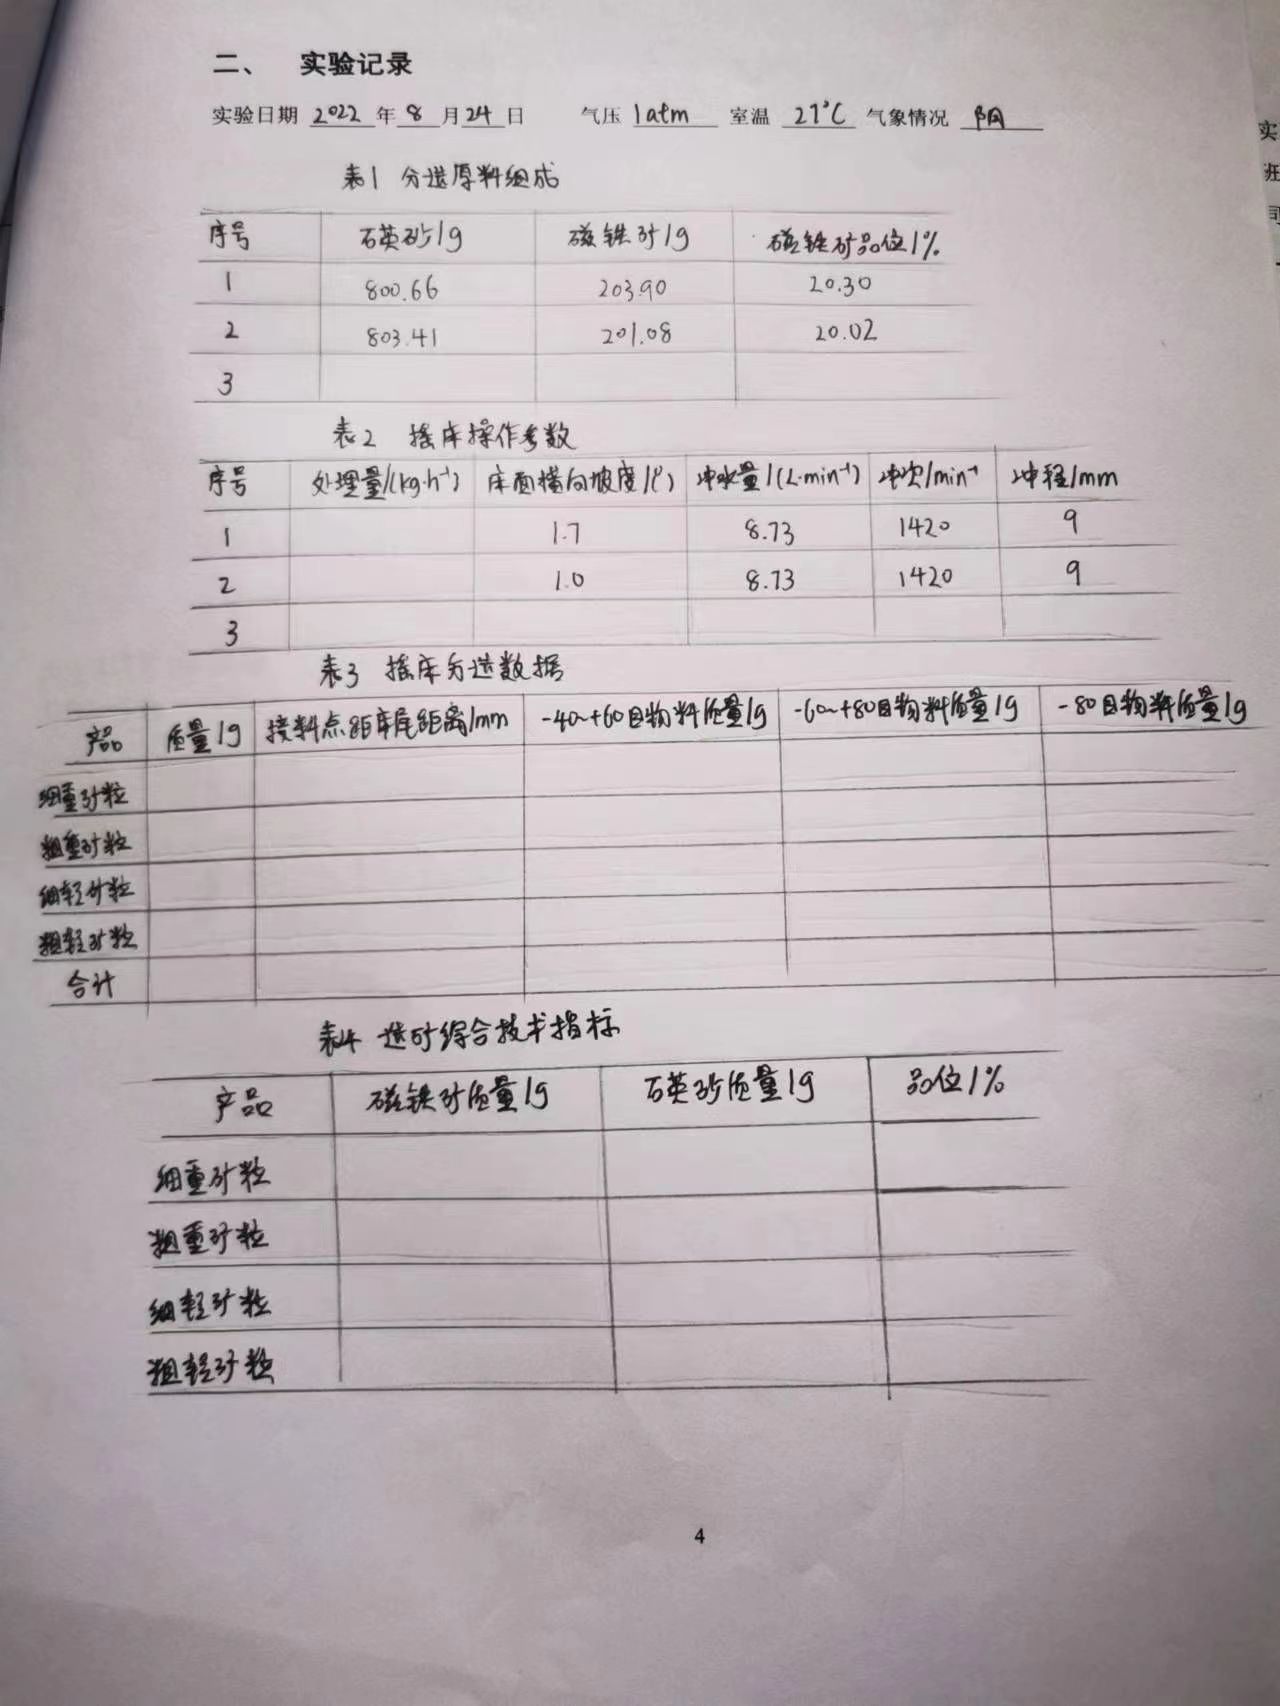 二、 实验记录
实验日期 2022 年 8 月 24 日 气压 1atm 室温 27℃ 气象情况 阴
表1 分选原料组成
序号 石英砂/g 磁铁矿/g 磁铁矿品位/%
1 800.66 203.90 20.30
2 803.41 201.08 20.02
3
表2 摇床操作参数
序号 处理量/(kg·h⁻¹) 床面横向坡度/(°) 冲水量/(L·min⁻¹) 冲次/min⁻¹ 冲程/mm
1 1.7 8.73 1420 9
2 1.0 8.73 1420 9
3
表3 摇床分选数据
产品 质量/g 接料点距床尾距离/mm -40~+60目物料质量/g -60~+80目物料质量/g -80目物料质量/g
细重矿粒
粗重矿粒
细轻矿粒
粗轻矿粒
合计
表4 选矿综合技术指标
产品 磁铁矿质量/g 石英砂质量/g 品位/%
细重矿粒
粗重矿粒
细轻矿粒
粗轻矿粒
4
实
班